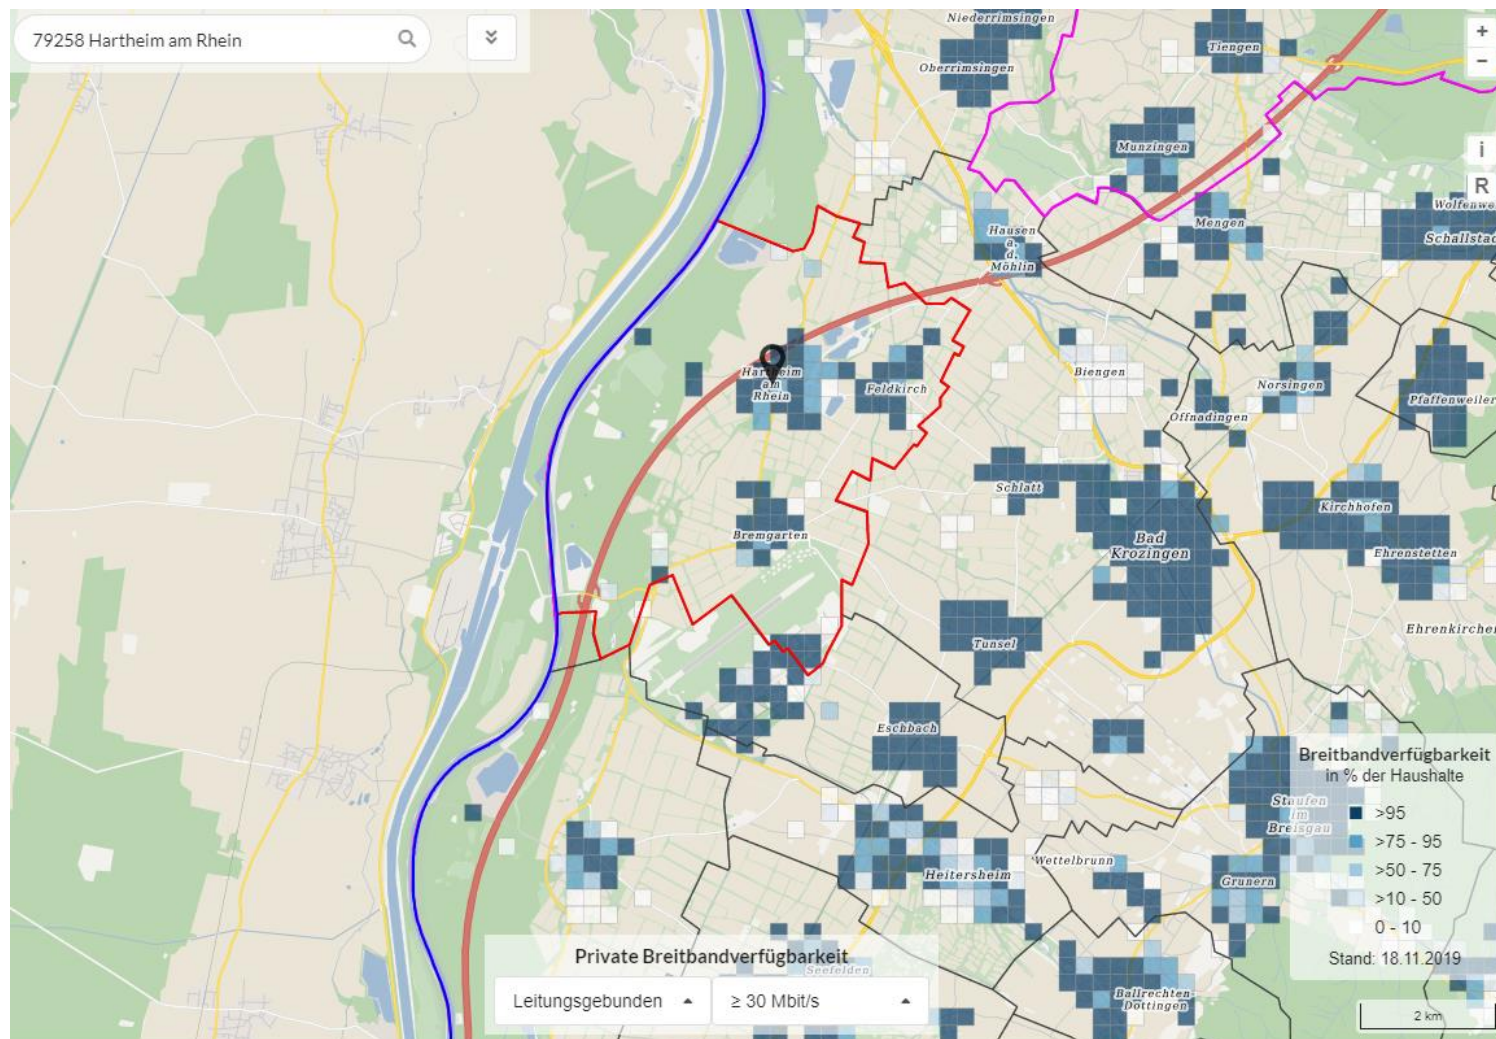 79258 Hartheim am Rhein
Niederrimsingen
Tiengen
Oberrimsingen
+
−
Munzingen
i
R
Mengen
Schallstad
Hausen
a.
d.
Möhlin
Hartheim
am
Rhein
Feldkirch
Biengen
Norsingen
Offnadingen
Pfaffenweiler
Schlatt
Kirchhofen
Bremgarten
Bad
Krozingen
Ehrenstetten
Tunsel
Ehrenkirche
Eschbach
Breitbandverfügbarkeit
in % der Haushalte
Staufen
im
Breisgau
>95
>75 - 95
>50 - 75
>10 - 50
0 - 10
Stand: 18.11.2019
Wettelbrunn
Heitersheim
Grunern
Private Breitbandverfügbarkeit
Seefelden
Leitungsgebunden
≥ 30 Mbit/s
Ballrechten-
Dottingen
2 km